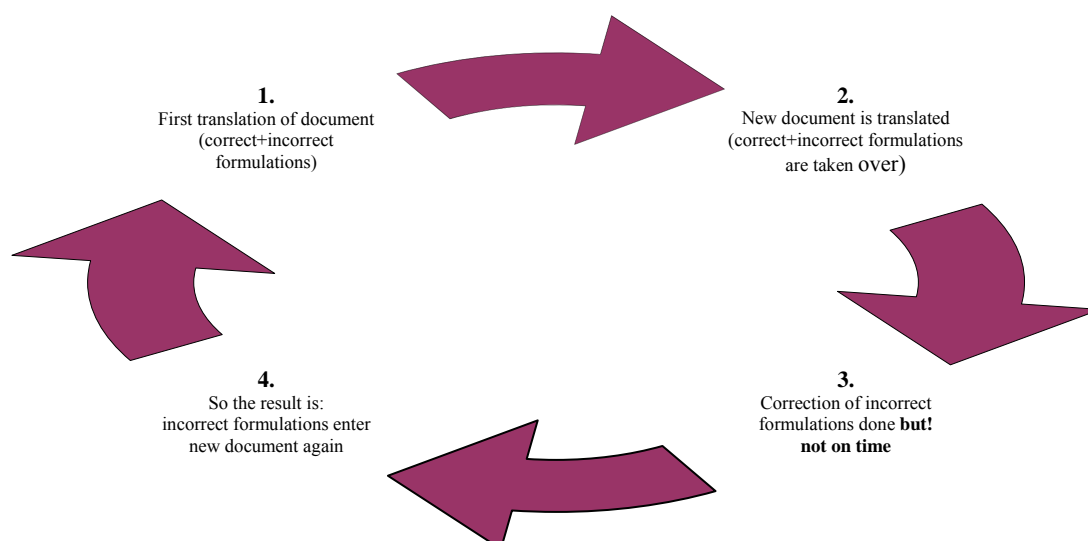 1.
First translation of document
(correct+incorrect
formulations)
2.
New document is translated
(correct+incorrect formulations
are taken over)
3.
Correction of incorrect
formulations done but!
not on time
4.
So the result is:
incorrect formulations enter
new document again